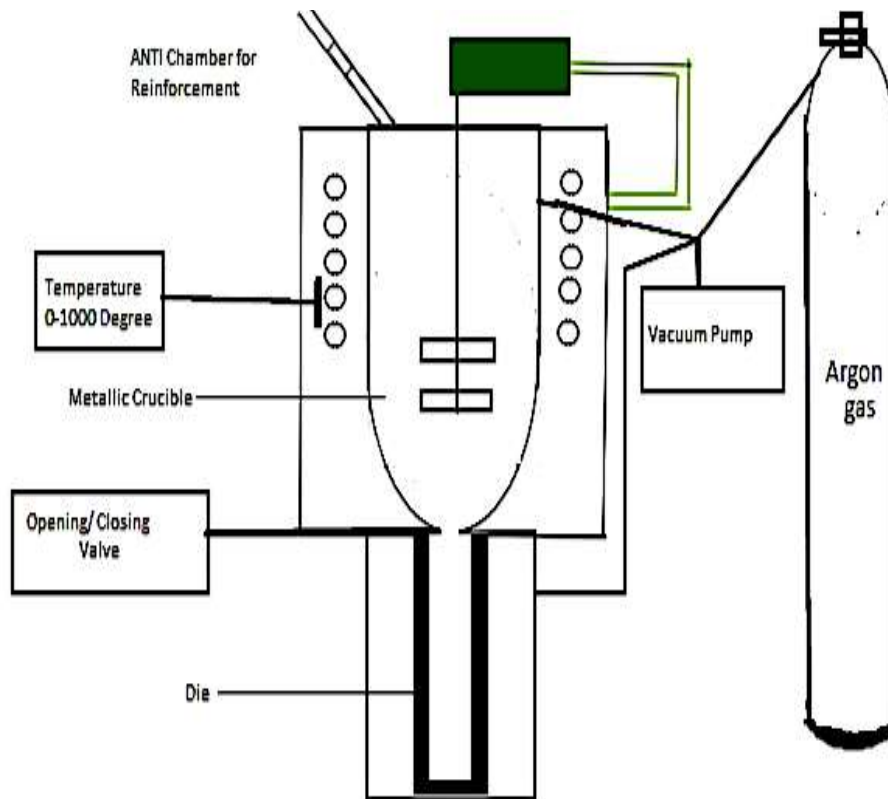 ANTI Chamber for
Reinforcement
Temperature
0-1000 Degree
Vacuum Pump
Argon
gas
Metallic Crucible
Opening/ Closing
Valve
Die